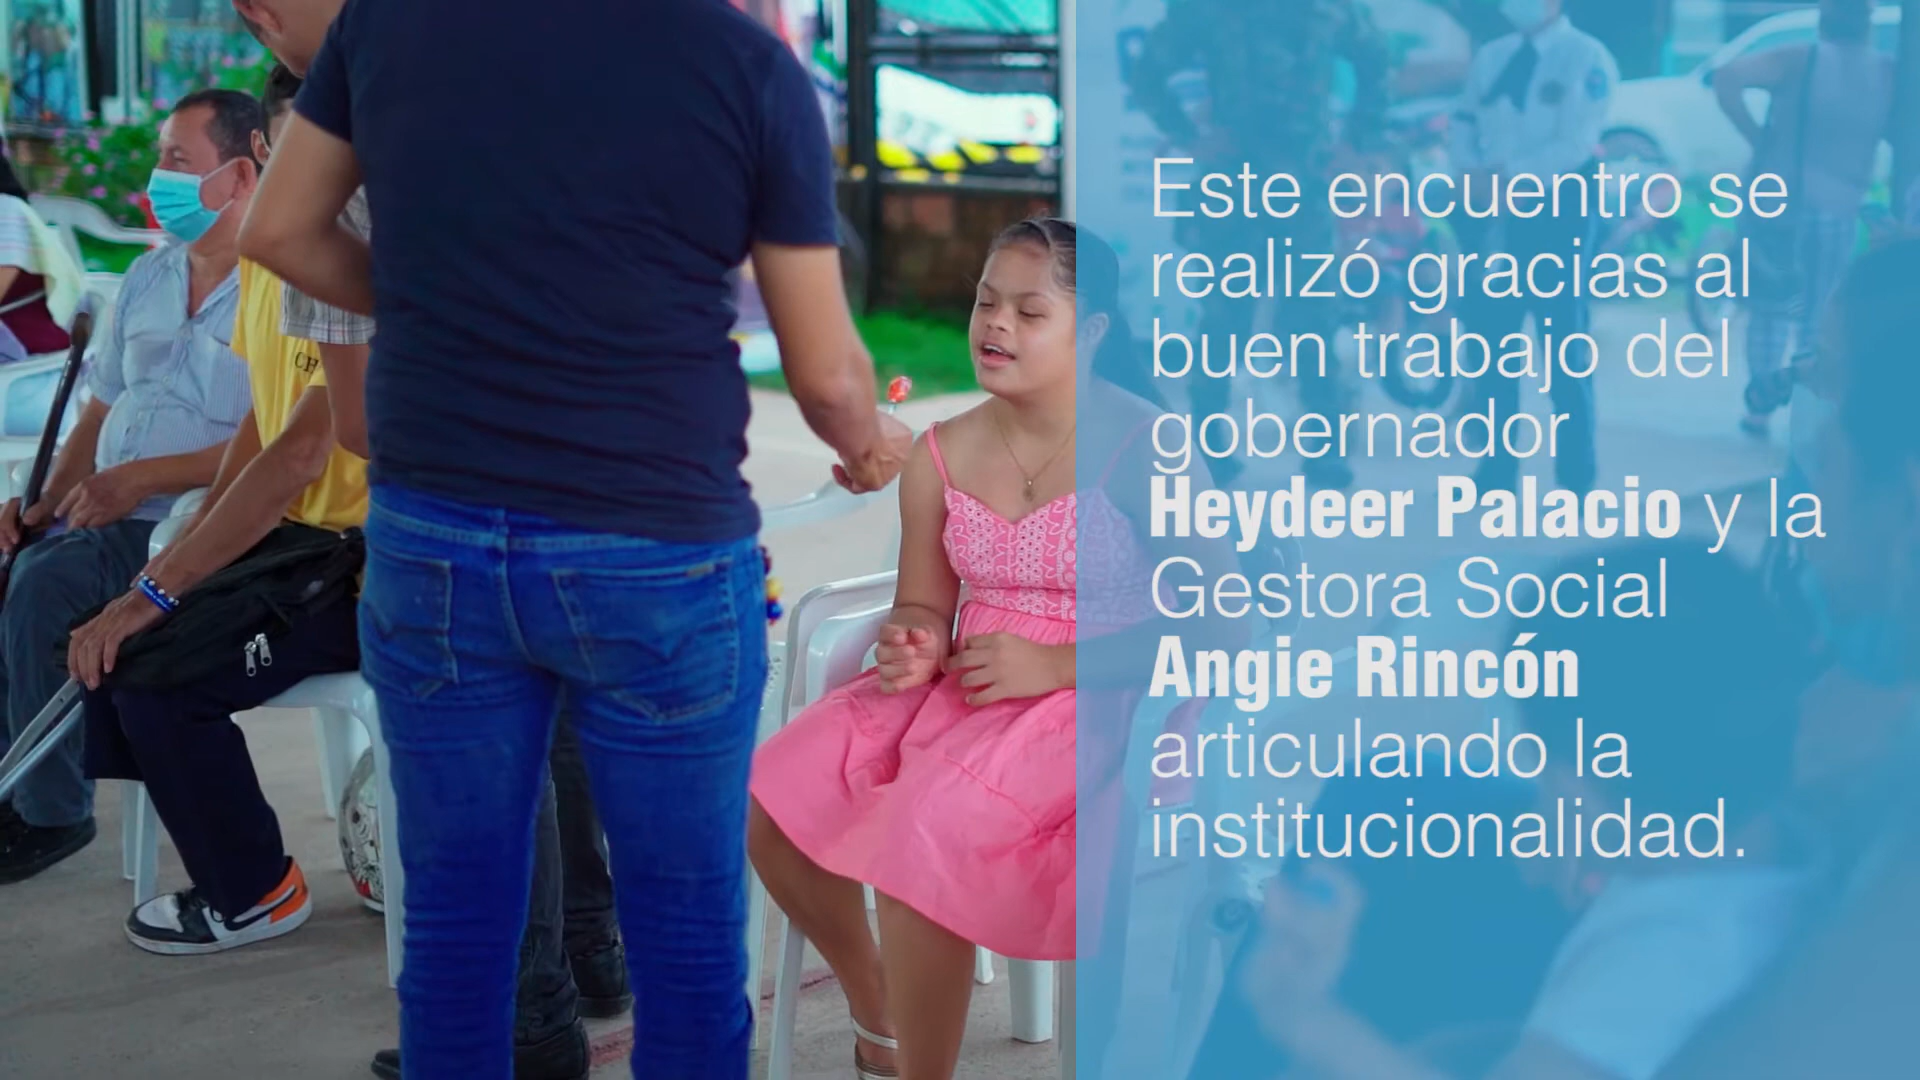 Este encuentro se
realizó gracias al
buen trabajo del
gobernador
Heydeer Palacio y la
Gestora Social
Angie Rincón
articulando la
institucionalidad.